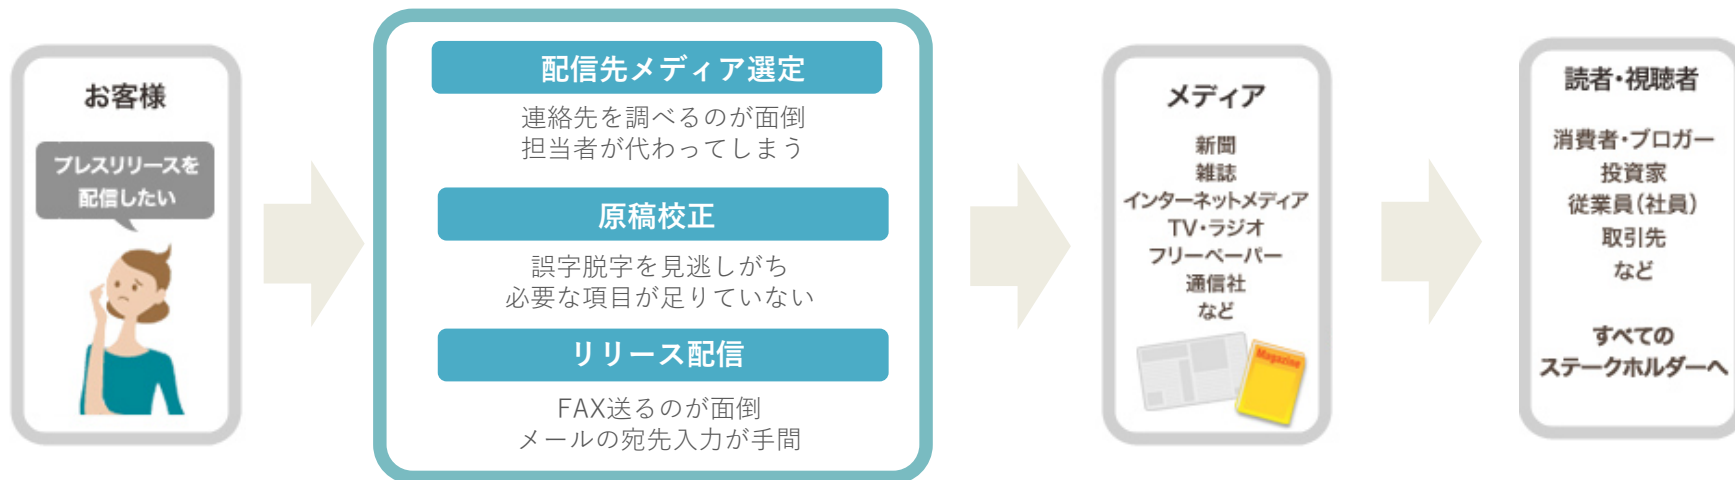 お客様
プレスリリースを
配信したい
配信先メディア選定
連絡先を調べるのが面倒
担当者が代わってしまう
原稿校正
誤字脱字を見逃しがち
必要な項目が足りていない
リリース配信
FAX送るのが面倒
メールの宛先入力が手間
メディア
新聞
雑誌
インターネットメディア
TV・ラジオ
フリーペーパー
通信社
など
Magazine
読者・視聴者
消費者・ブロガー
投資家
従業員(社員)
取引先
など
すべての
ステークホルダーへ